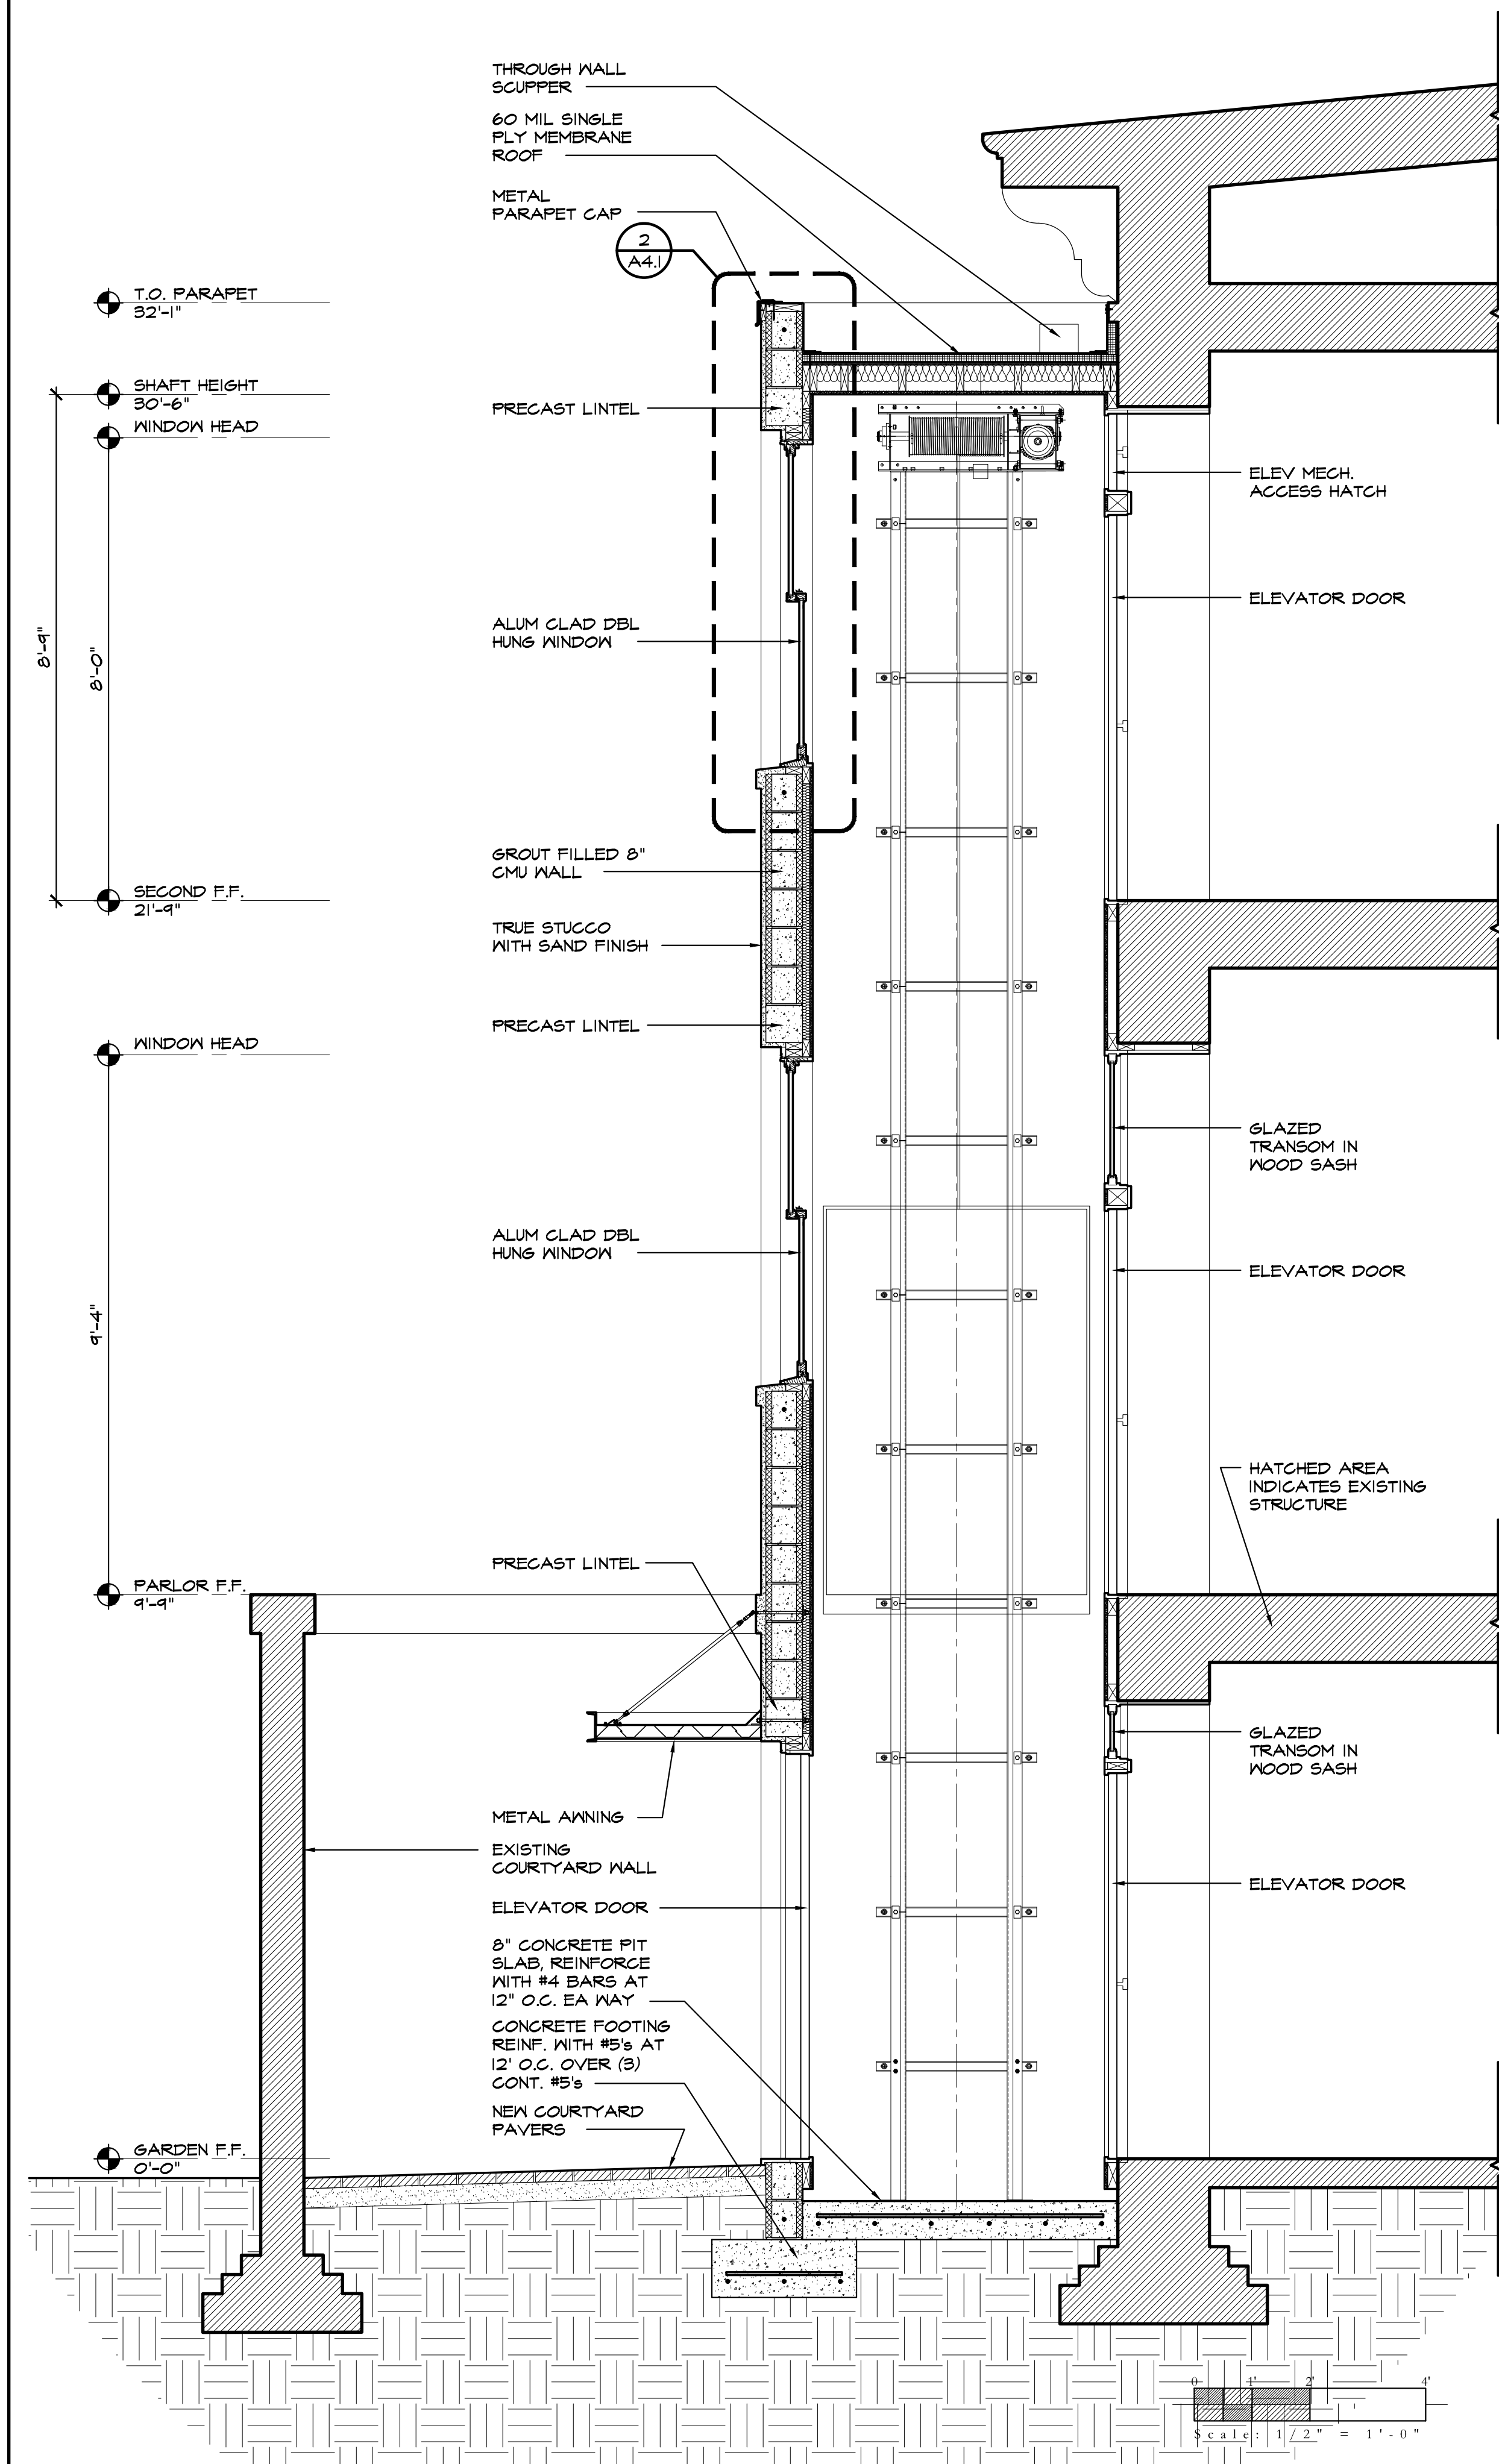 THROUGH WALL
SCUPPER
60 MIL SINGLE
PLY MEMBRANE
ROOF
METAL
PARAPET CAP
2
A4.1
T.O. PARAPET
32'-1"
SHAFT HEIGHT
30'-6"
WINDOW HEAD
PRECAST LINTEL
ELEV MECH.
ACCESS HATCH
ELEVATOR DOOR
ALUM CLAD DBL
HUNG WINDOW
8'-9"
8'-0"
GROUT FILLED 8"
CMU WALL
SECOND F.F.
21'-9"
TRUE STUCCO
WITH SAND FINISH
PRECAST LINTEL
WINDOW HEAD
GLAZED
TRANSOM IN
WOOD SASH
ALUM CLAD DBL
HUNG WINDOW
ELEVATOR DOOR
9'-4"
HATCHED AREA
INDICATES EXISTING
STRUCTURE
PRECAST LINTEL
PARLOR F.F.
9'-9"
GLAZED
TRANSOM IN
WOOD SASH
METAL AWNING
EXISTING
COURTYARD WALL
ELEVATOR DOOR
ELEVATOR DOOR
8" CONCRETE PIT
SLAB, REINFORCE
WITH #4 BARS AT
12" O.C. EA WAY
CONCRETE FOOTING
REINF. WITH #5's AT
12' O.C. OVER (3)
CONT. #5's
NEW COURTYARD
PAVERS
GARDEN F.F.
0'-0"
0 1' 2' 4'
Scale: 1/2" = 1'-0"